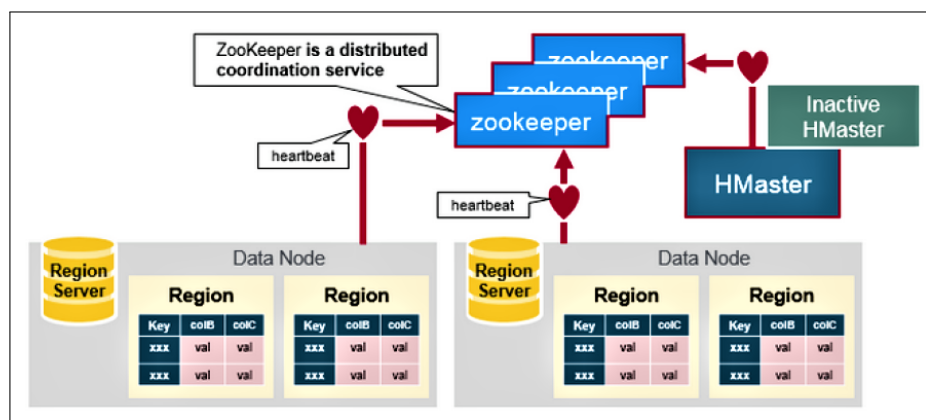 ZooKeeper is a distributed
coordination service
zookeeper
zookeeper
zookeeper
Inactive
HMaster
HMaster
heartbeat
heartbeat
Region
Server
Data Node
Region
Key colB colC
xxx val val
xxx val val
Region
Key colB colC
xxx val val
xxx val val
Region
Server
Data Node
Region
Key colB colC
xxx val val
xxx val val
Region
Key colB colC
xxx val val
xxx val val